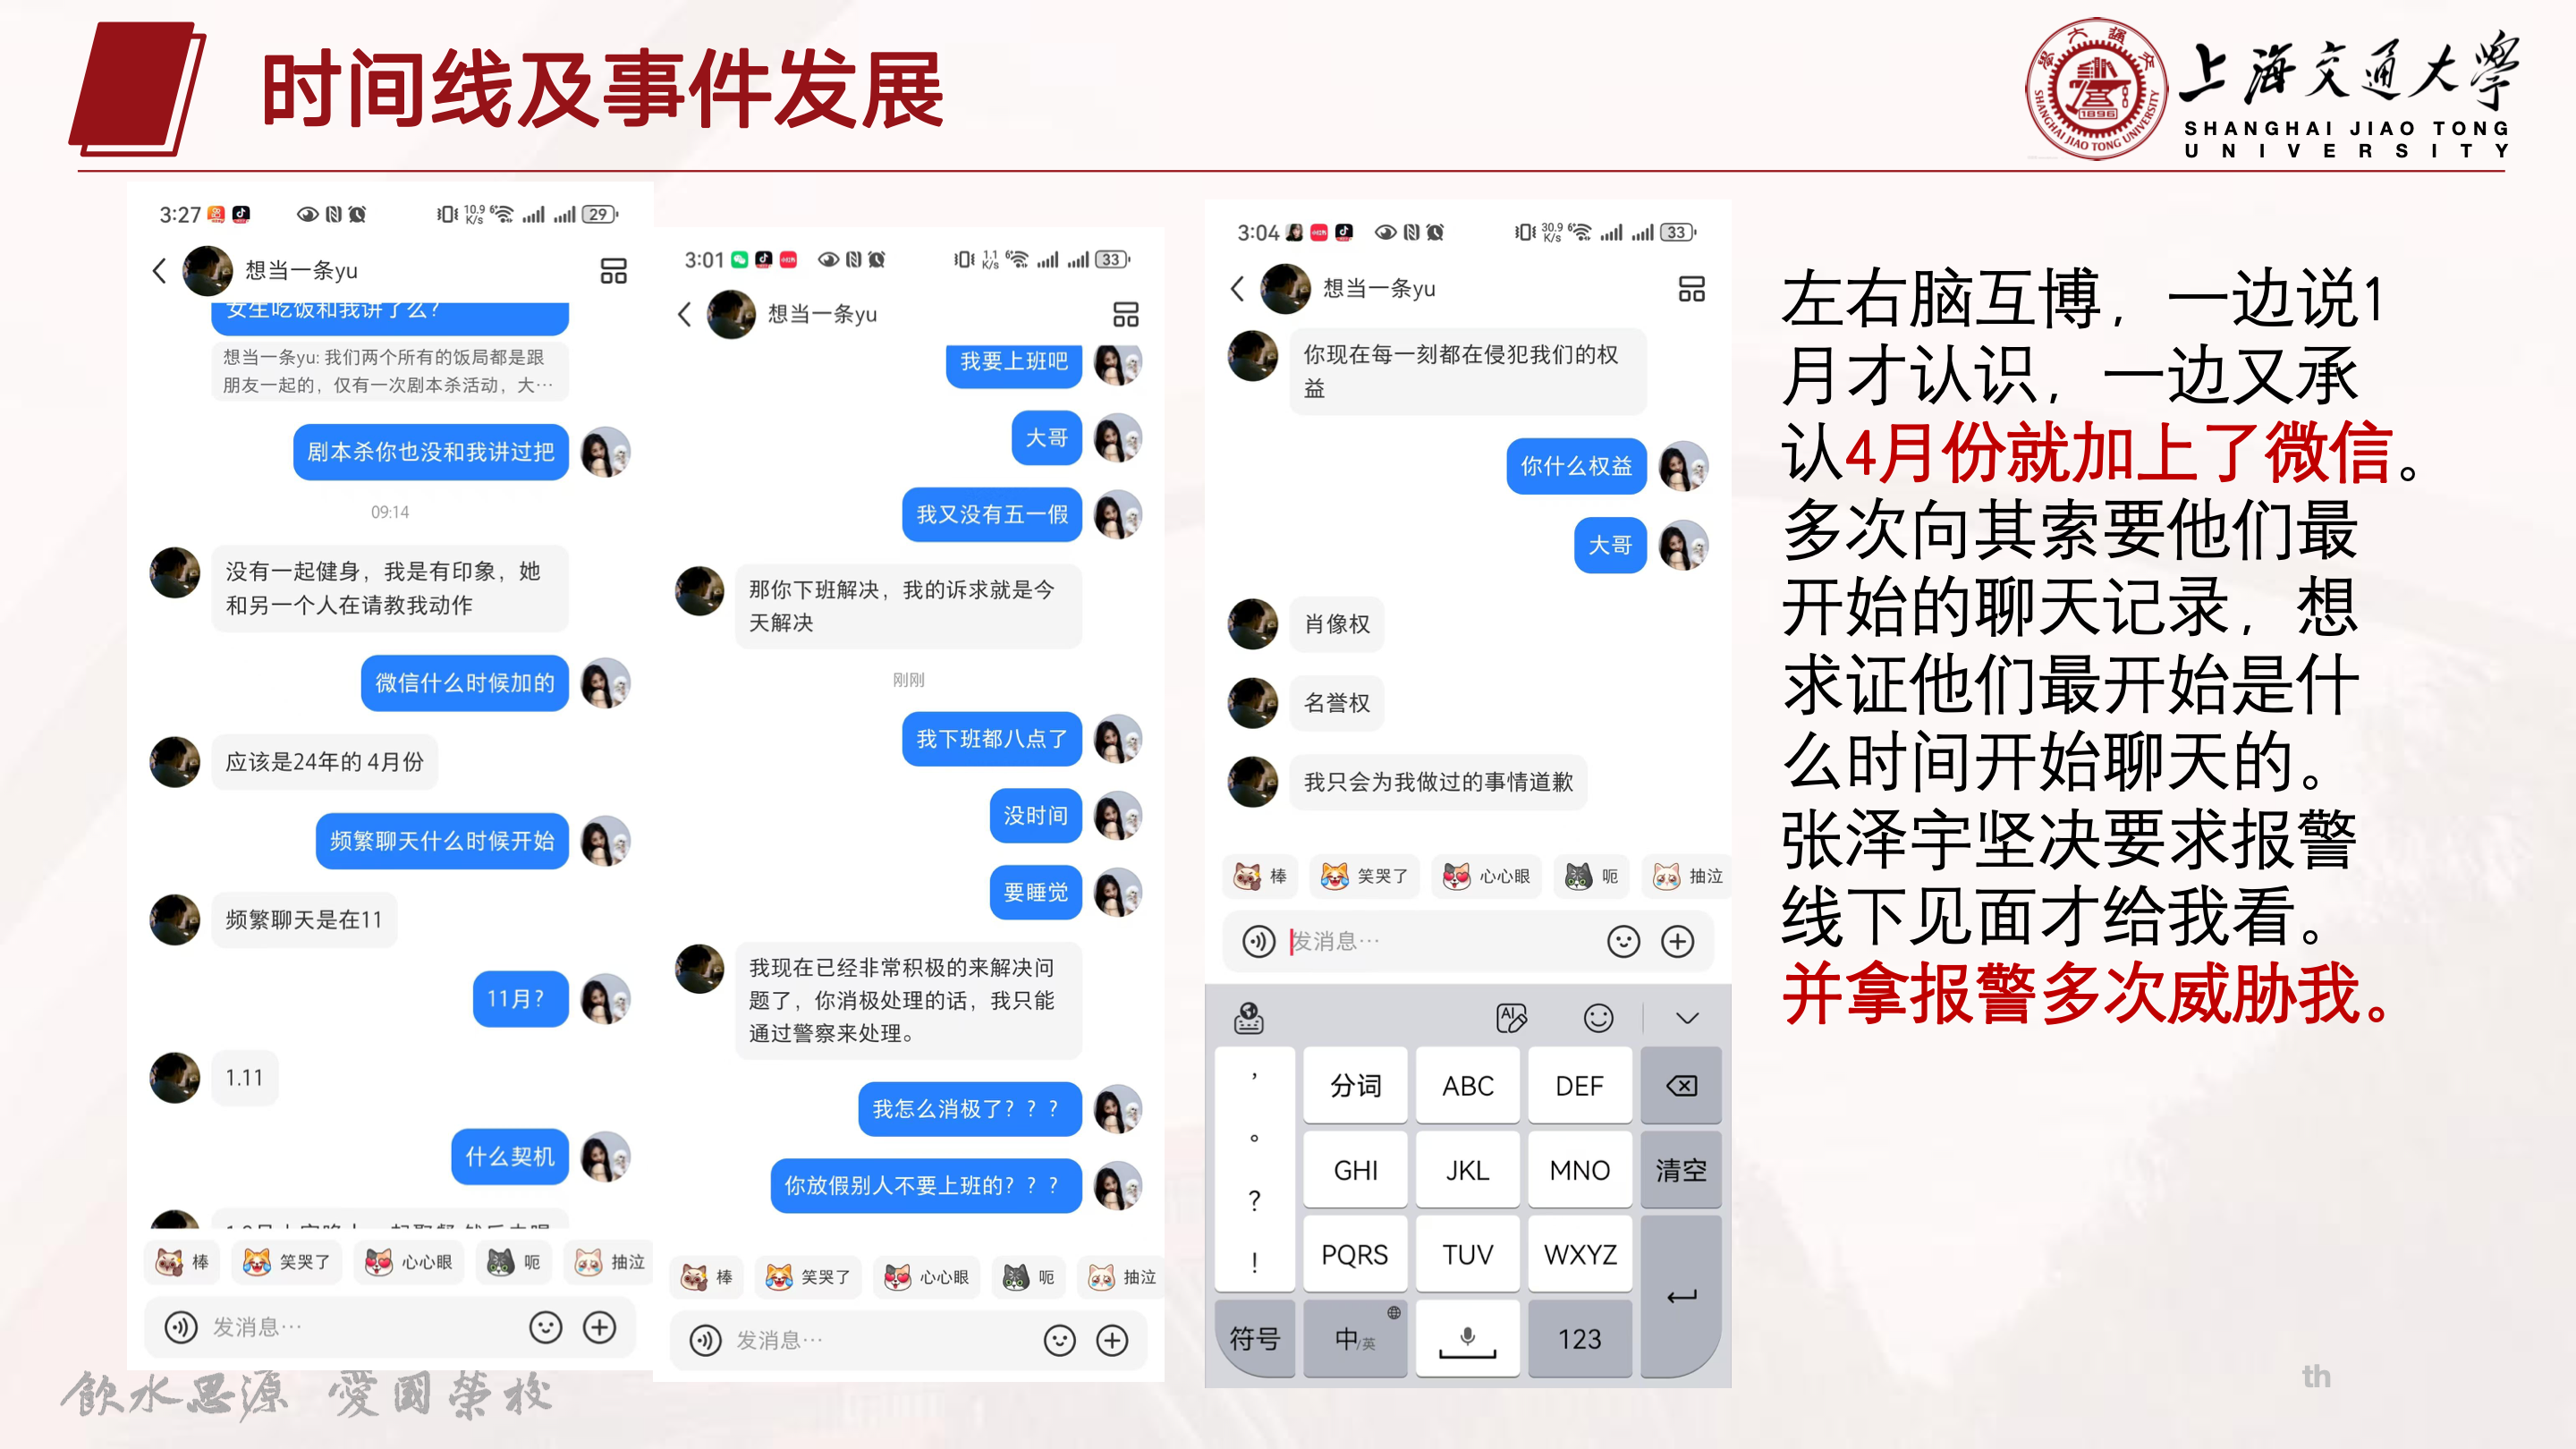 时间线及事件发展
上海交通大学
SHANGHAI JIAO TONG
UNIVERSITY
SHANGHAI JIAO TONG UNIVERSITY
1896
3:27
10.9 K/s
29
想当一条yu
女生吃饭和我讲了么？
想当一条yu: 我们两个所有的饭局都是跟
朋友一起的，仅有一次剧本杀活动，大…
剧本杀你也没和我讲过把
09:14
没有一起健身，我是有印象，她
和另一个人在请教我动作
微信什么时候加的
应该是24年的 4月份
频繁聊天什么时候开始
频繁聊天是在11
11月？
1.11
什么契机
棒
笑哭了
心心眼
呃
抽泣
发消息…
3:01
1.1 K/s
33
想当一条yu
我要上班吧
大哥
我又没有五一假
那你下班解决，我的诉求就是今
天解决
刚刚
我下班都八点了
没时间
要睡觉
我现在已经非常积极的来解决问
题了，你消极处理的话，我只能
通过警察来处理。
我怎么消极了？？？
你放假别人不要上班的？？？
棒
笑哭了
心心眼
呃
抽泣
发消息…
3:04
30.9 K/s
33
想当一条yu
你现在每一刻都在侵犯我们的权
益
你什么权益
大哥
肖像权
名誉权
我只会为我做过的事情道歉
棒
笑哭了
心心眼
呃
抽泣
发消息…
AI
， 分词 ABC DEF
。 GHI JKL MNO 清空
？
！ PQRS TUV WXYZ
符号 中/英 123
左右脑互博，一边说1
月才认识，一边又承
认4月份就加上了微信。
多次向其索要他们最
开始的聊天记录，想
求证他们最开始是什
么时间开始聊天的。
张泽宇坚决要求报警
线下见面才给我看。
并拿报警多次威胁我。
飲水思源 愛國榮校
th